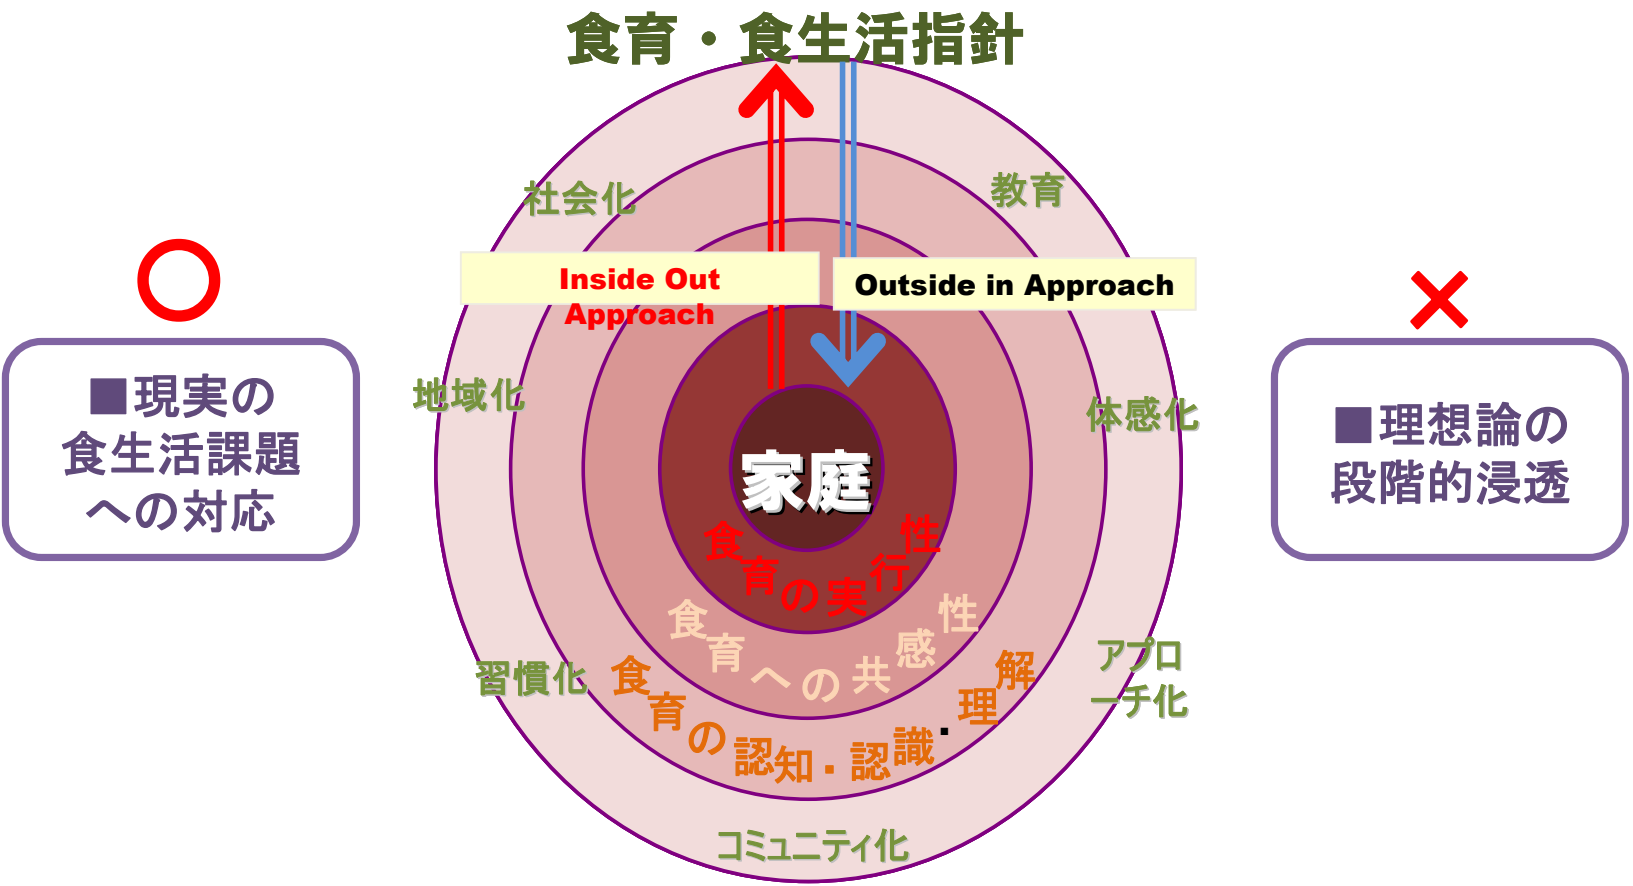 食育・食生活指針
社会化
教育
Inside Out
Approach
Outside in Approach
■現実の
食生活課題
への対応
■理想論の
段階的浸透
地域化
体感化
家庭
食育の実行性
食育への共感性
食育の認知・認識・理解
習慣化
アプロ
ーチ化
コミュニティ化